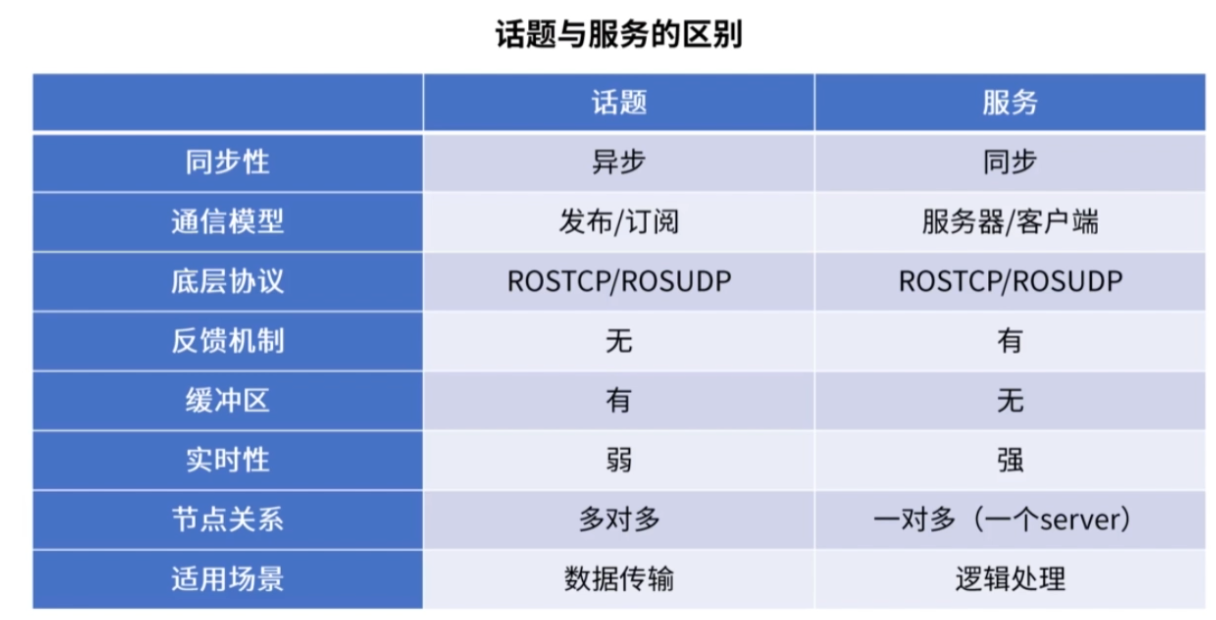 话题与服务的区别
话题 服务
同步性 异步 同步
通信模型 发布/订阅 服务器/客户端
底层协议 ROSTCP/ROSUDP ROSTCP/ROSUDP
反馈机制 无 有
缓冲区 有 无
实时性 弱 强
节点关系 多对多 一对多（一个server）
适用场景 数据传输 逻辑处理